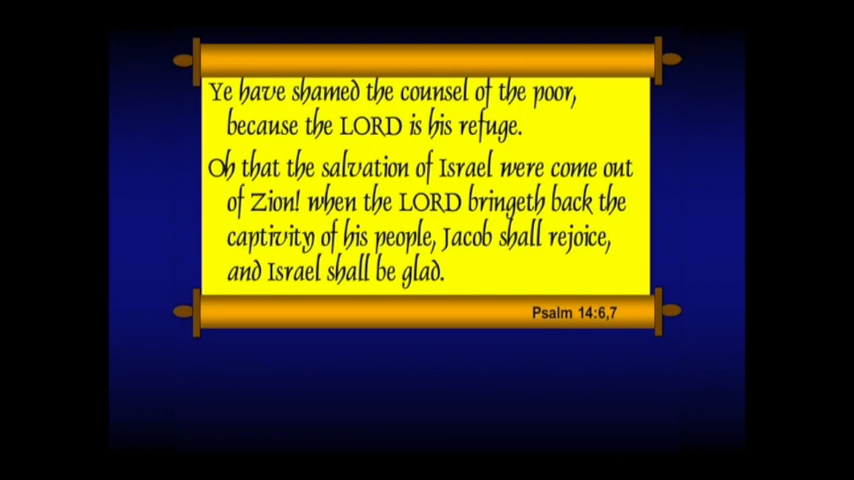 Ye have shamed the counsel of the poor,
because the LORD is his refuge.
Oh that the salvation of Israel were come out
of Zion! when the LORD bringeth back the
captivity of his people, Jacob shall rejoice,
and Israel shall be glad.
Psalm 14:6,7